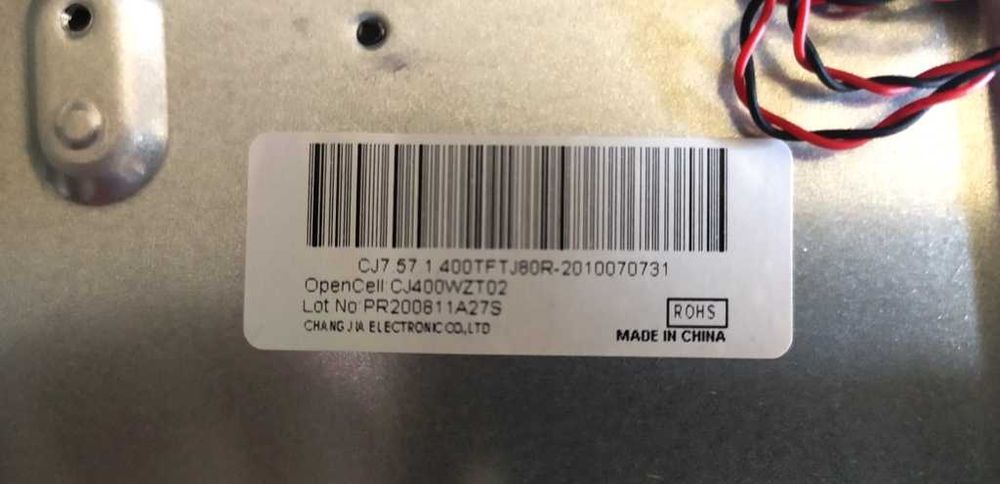 CJ7.57.1.400TFTJ80R-2010070731
OpenCell:CJ400WZT02
Lot No:PR200811A27S
CHANG JIA ELECTRONIC CO.,LTD
ROHS
MADE IN CHINA